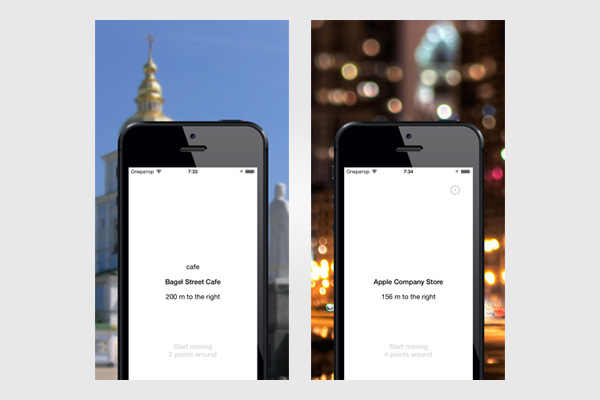 Оператор 7:33
cafe
Bagel Street Cafe
200 m to the right
Start moving
2 points around
Оператор 7:34
Apple Company Store
156 m to the right
Start moving
4 points around